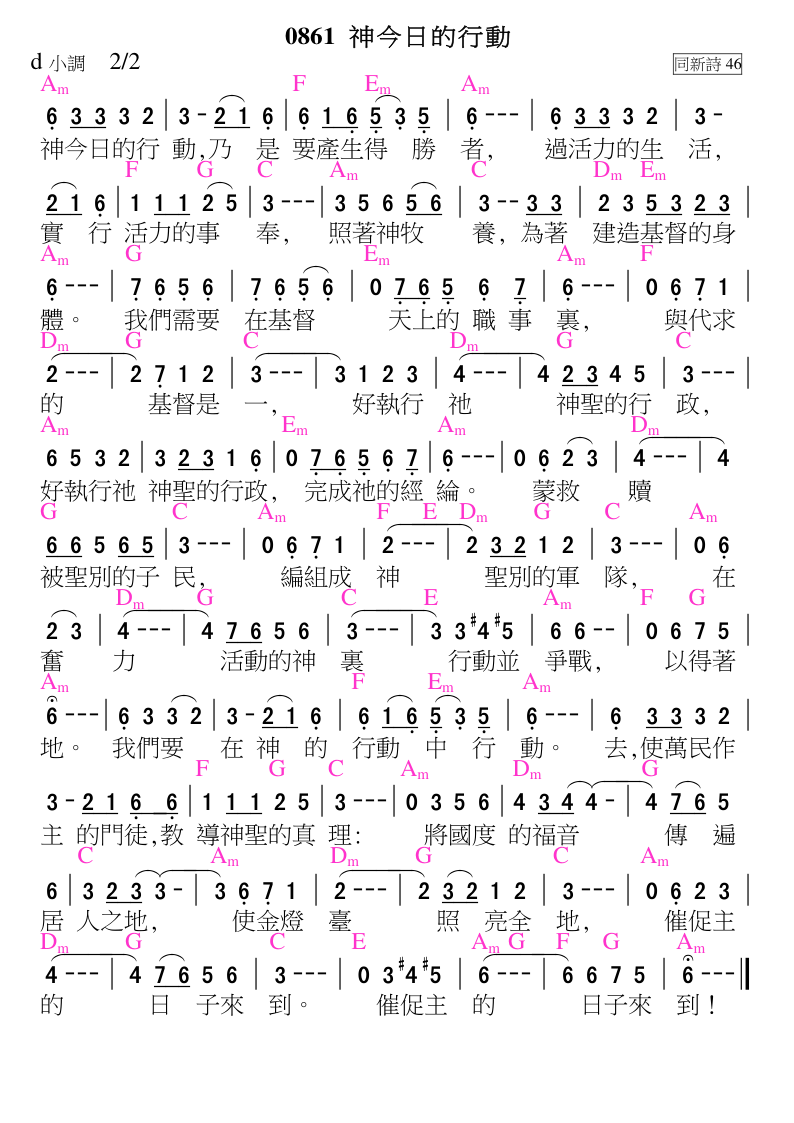 0861 神今日的行動
d 小調 2/2 同新詩 46
Am F Em Am
6 3 3 3 2 | 3 - 2 1 6 | 6 1 6 5 3 5 | 6 - - - | 6 3 3 3 2 | 3 -
神今日的行 動,乃 是 要產生得 勝 者, 過活力的生 活,
F G C Am C Dm Em
2 1 6 | 1 1 1 2 5 | 3 - - - | 3 5 6 5 6 | 3 - - 3 3 | 2 3 5 3 2 3 |
實 行 活力的事 奉, 照著神牧 養, 為著 建造基督的身
Am G Em Am F
6 - - - | 7 6 5 6 | 7 6 5 6 | 0 7 6 5 6 7 | 6 - - - | 0 6 7 1 |
體。 我們需要 在基督 天上的 職 事 裏, 與代求
Dm G C Dm G C
2 - - - | 2 7 1 2 | 3 - - - | 3 1 2 3 | 4 - - - | 4 2 3 4 5 | 3 - - - |
的 基督是 一, 好執行 祂 神聖的行 政,
Am Em Am Dm
6 5 3 2 | 3 2 3 1 6 | 0 7 6 5 6 7 | 6 - - - | 0 6 2 3 | 4 - - - | 4
好執行祂 神聖的行政, 完成祂的經 綸。 蒙救 贖
G C Am F E Dm G C Am
6 6 5 6 5 | 3 - - - | 0 6 7 1 | 2 - - - | 2 3 2 1 2 | 3 - - - | 0 6
被聖別的子 民, 編組成 神 聖別的軍 隊, 在
Dm G C E Am F G
2 3 | 4 - - - | 4 7 6 5 6 | 3 - - - | 3 3 #4 #5 | 6 6 - - | 0 6 7 5 |
奮 力 活動的神 裏 行動並 爭戰, 以得著
Am F Em Am
6 - - - | 6 3 3 2 | 3 - 2 1 6 | 6 1 6 5 3 5 | 6 - - - | 6 3 3 3 2 |
地。 我們要 在 神 的 行動 中 行 動。 去,使萬民作
F G C Am Dm G
3 - 2 1 6 6 | 1 1 1 2 5 | 3 - - - | 0 3 5 6 | 4 3 4 4 - | 4 7 6 5
主 的門徒,教 導神聖的真 理: 將國度 的福音 傳 遍
C Am Dm G C Am
6 | 3 2 3 3 - | 3 6 7 1 | 2 - - - | 2 3 2 1 2 | 3 - - - | 0 6 2 3 |
居 人之地, 使金燈 臺 照 亮全 地, 催促主
Dm G C E Am G F G Am
4 - - - | 4 7 6 5 6 | 3 - - - | 0 3 #4 #5 | 6 - - - | 6 6 7 5 | 6 - - - ||
的 日 子來 到。 催促主 的 日子來 到!